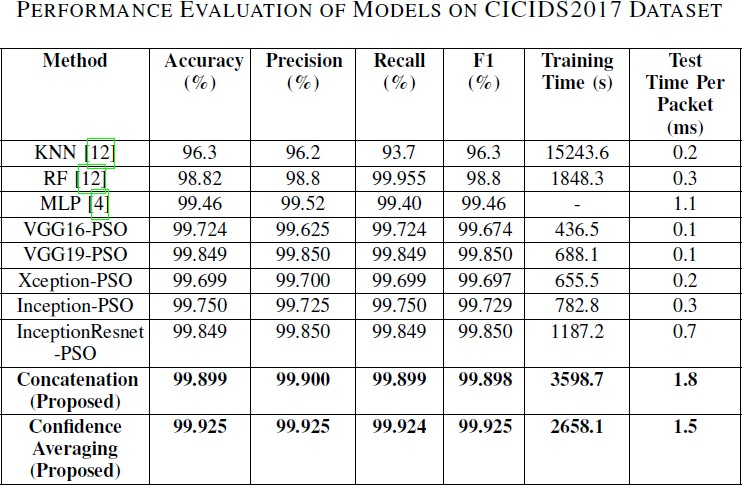 PERFORMANCE EVALUATION OF MODELS ON CICIDS2017 DATASET
Method Accuracy (%) Precision (%) Recall (%) F1 (%) Training Time (s) Test Time Per Packet (ms)
KNN [12] 96.3 96.2 93.7 96.3 15243.6 0.2
RF [12] 98.82 98.8 99.955 98.8 1848.3 0.3
MLP [4] 99.46 99.52 99.40 99.46 - 1.1
VGG16-PSO 99.724 99.625 99.724 99.674 436.5 0.1
VGG19-PSO 99.849 99.850 99.849 99.850 688.1 0.1
Xception-PSO 99.699 99.700 99.699 99.697 655.5 0.2
Inception-PSO 99.750 99.725 99.750 99.729 782.8 0.3
InceptionResnet -PSO 99.849 99.850 99.849 99.850 1187.2 0.7
Concatenation (Proposed) 99.899 99.900 99.899 99.898 3598.7 1.8
Confidence Averaging (Proposed) 99.925 99.925 99.924 99.925 2658.1 1.5